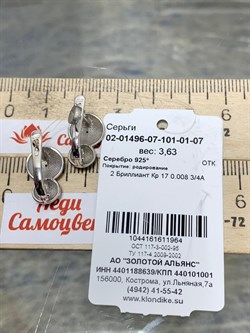 Серьги
02-01496-07-101-01-07
вес: 3,63
Серебро 925°
ОТК
Покрытие: родирование
2 Бриллиант Кр 17 0.008 3/4А
1044161611964
ОСТ 117-3-002-95
ТУ 117-4 2009-2002
АО "ЗОЛОТОЙ АЛЬЯНС"
ИНН 4401188639/КПП 440101001
156000, Кострома, ул.Льняная,7а
(4942) 41-55-42
www.klondike.su
Леди
Самоцве